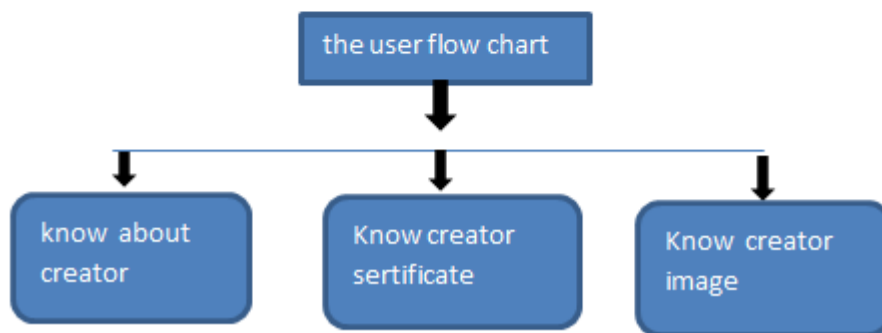 the user flow chart
know about
creator
Know creator
sertificate
Know creator
image